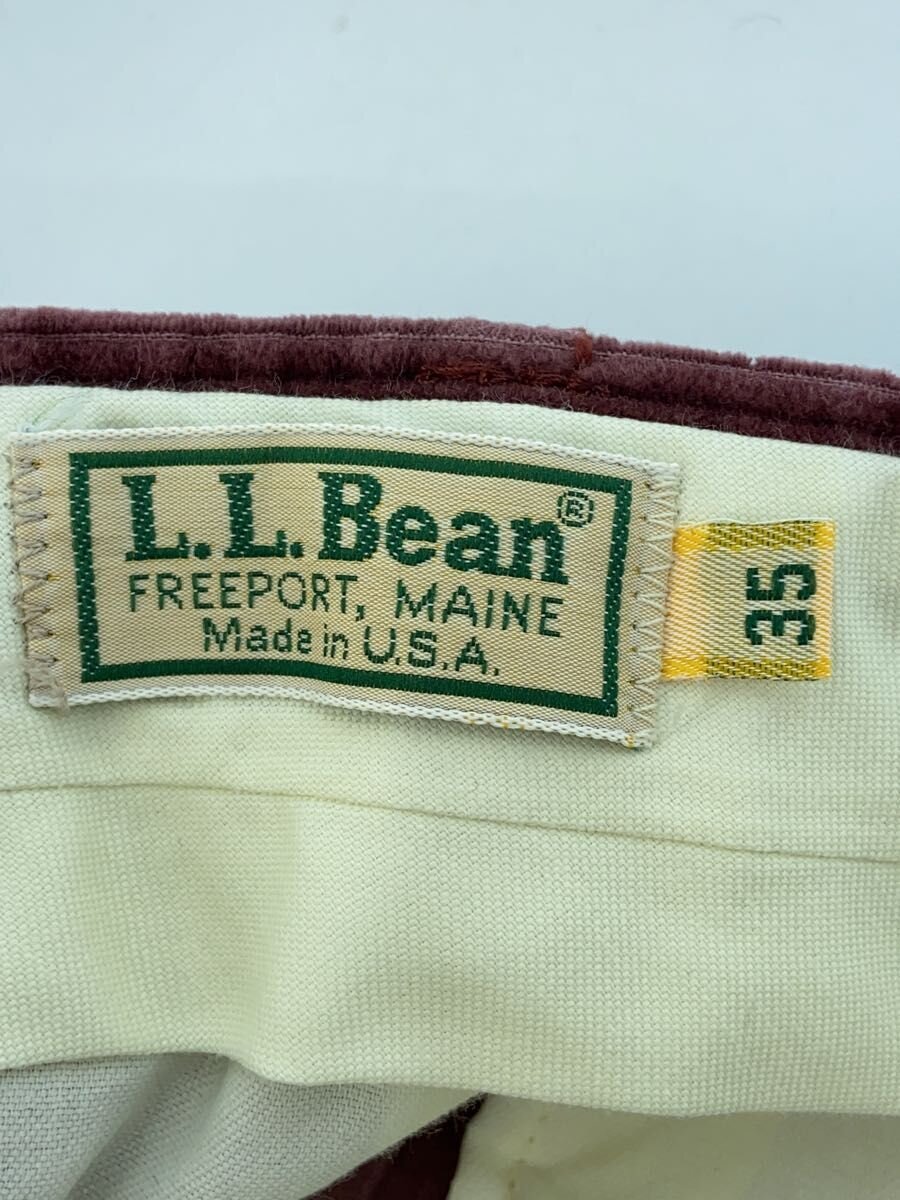 L.L.Bean®
FREEPORT, MAINE
Made in U.S.A.
35